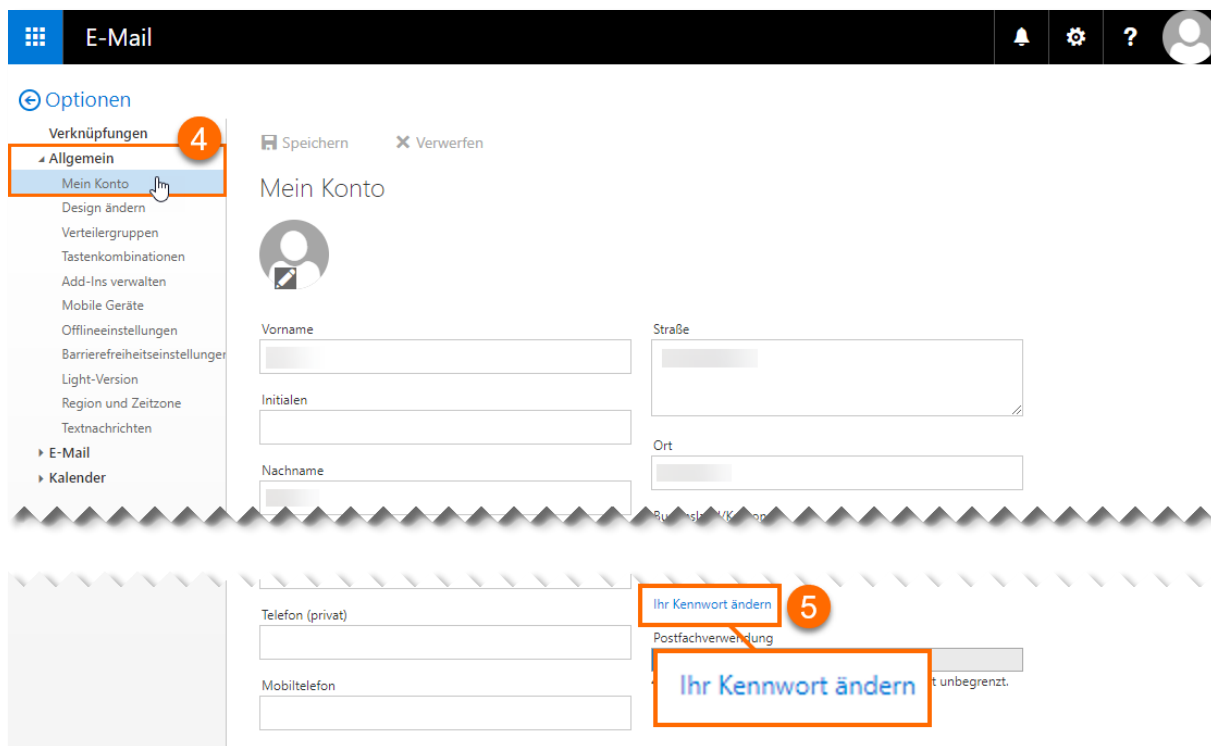 E-Mail
?
Optionen
Verknüpfungen
4
Allgemein
Mein Konto
Design ändern
Verteilergruppen
Tastenkombinationen
Add-Ins verwalten
Mobile Geräte
Offlineeinstellungen
Barrierefreiheitseinstellungen
Light-Version
Region und Zeitzone
Textnachrichten
E-Mail
Kalender
Speichern
Verwerfen
Mein Konto
Vorname
Initialen
Nachname
Straße
Ort
Telefon (privat)
Mobiltelefon
Ihr Kennwort ändern
5
Postfachverwendung
Ihr Kennwort ändern
unbegrenzt.